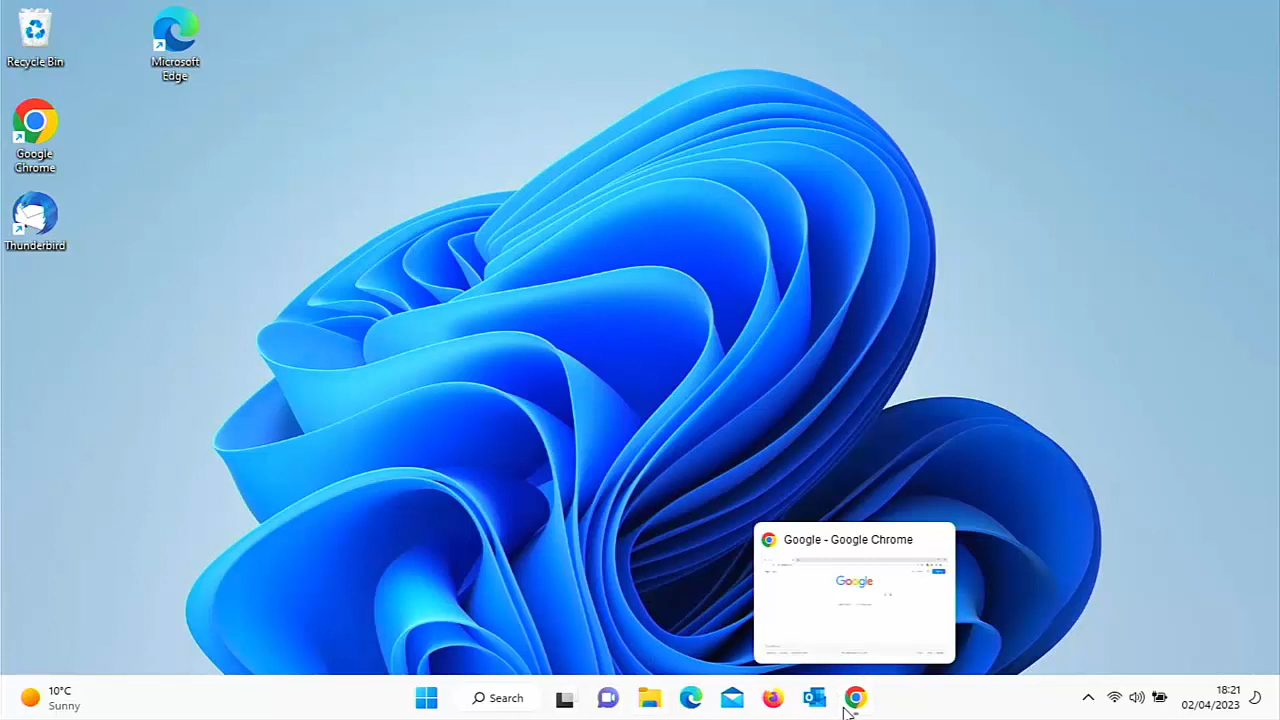 Recycle Bin
Microsoft
Edge
Google
Chrome
Thunderbird
Google - Google Chrome
Google
10°C
Sunny
Search
18:21
02/04/2023